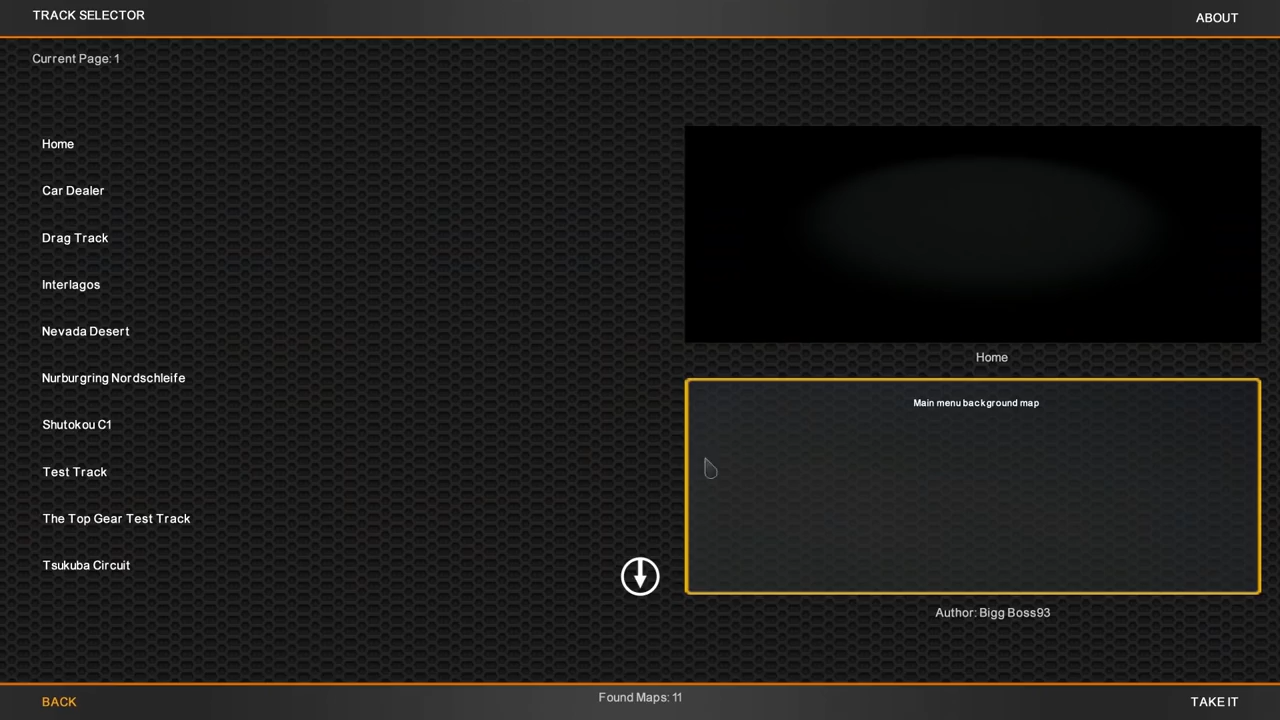 TRACK SELECTOR
ABOUT
Current Page: 1
Home
Car Dealer
Drag Track
Interlagos
Nevada Desert
Nurburgring Nordschleife
Shutokou C1
Test Track
The Top Gear Test Track
Tsukuba Circuit
Home
Main menu background map
Author: Bigg Boss93
BACK
Found Maps: 11
TAKE IT